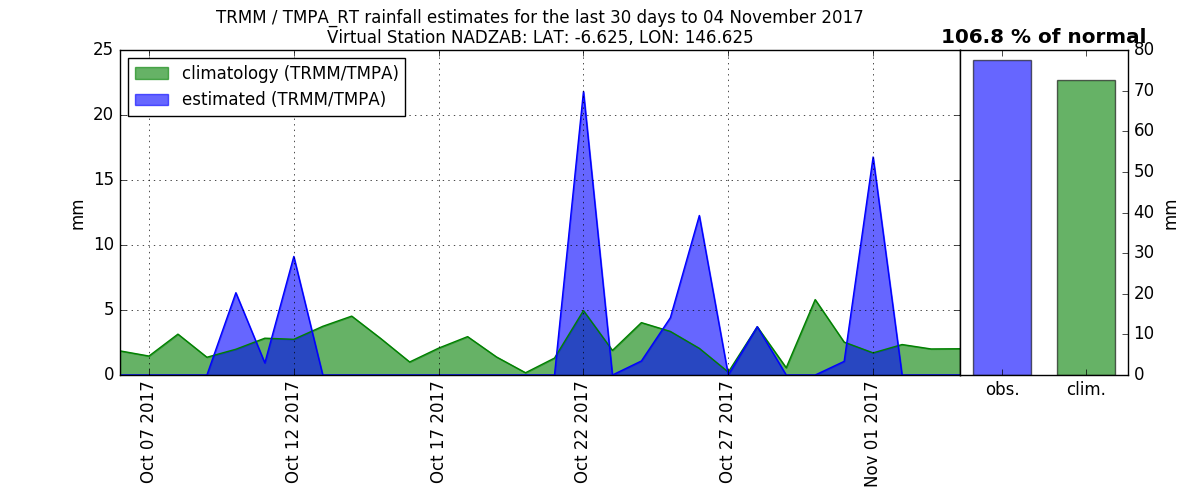 TRMM / TMPA_RT rainfall estimates for the last 30 days to 04 November 2017
Virtual Station NADZAB: LAT: -6.625, LON: 146.625
106.8 % of normal
climatology (TRMM/TMPA)
estimated (TRMM/TMPA)
25
20
15
10
5
0
mm
80
70
60
50
40
30
20
10
0
mm
obs.
clim.
Oct 07 2017
Oct 12 2017
Oct 17 2017
Oct 22 2017
Oct 27 2017
Nov 01 2017